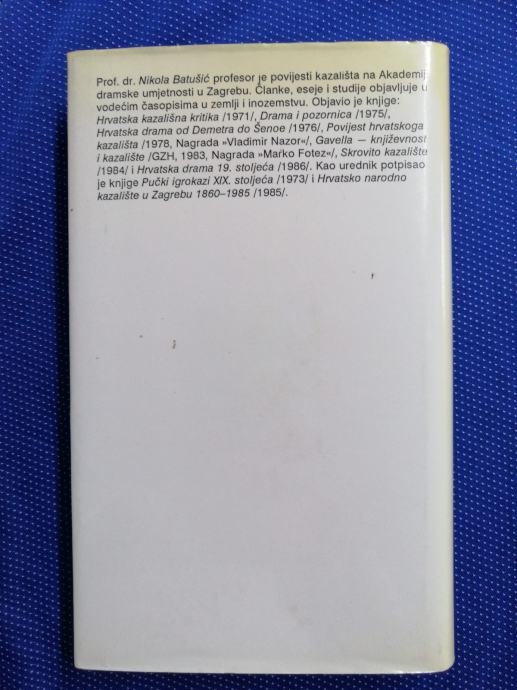 Prof. dr. Nikola Batušić profesor je povijesti kazališta na Akademiji
dramske umjetnosti u Zagrebu. Članke, eseje i studije objavljuje u
vodećim časopisima u zemlji i inozemstvu. Objavio je knjige:
Hrvatska kazališna kritika /1971/, Drama i pozornica /1975/,
Hrvatska drama od Demetra do Šenoe /1976/, Povijest hrvatskoga
kazališta /1978, Nagrada »Vladimir Nazor«/, Gavella — književnost
i kazalište /GZH, 1983, Nagrada »Marko Fotez«/, Skrovito kazalište
/1984/ i Hrvatska drama 19. stoljeća /1986/. Kao urednik potpisao
je knjige Pučki igrokazi XIX. stoljeća /1973/ i Hrvatsko narodno
kazalište u Zagrebu 1860–1985 /1985/.